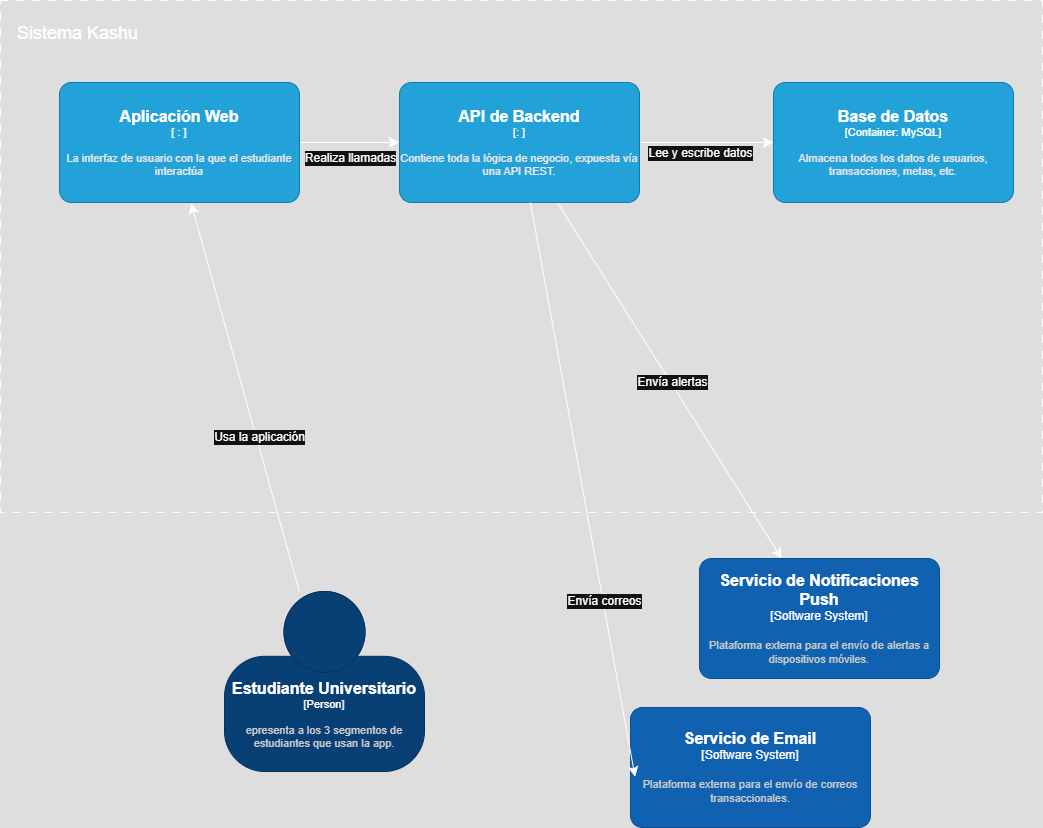 Sistema Kashu
Aplicación Web
[ : ]
La interfaz de usuario con la que el estudiante
interactúa
Realiza llamadas
API de Backend
[: ]
Contiene toda la lógica de negocio, expuesta vía
una API REST.
Lee y escribe datos
Base de Datos
[Container: MySQL]
Almacena todos los datos de usuarios,
transacciones, metas, etc.
Envía alertas
Usa la aplicación
Envía correos
Servicio de Notificaciones
Push
[Software System]
Plataforma externa para el envío de alertas a
dispositivos móviles.
Estudiante Universitario
[Person]
epresenta a los 3 segmentos de
estudiantes que usan la app.
Servicio de Email
[Software System]
Plataforma externa para el envío de correos
transaccionales.